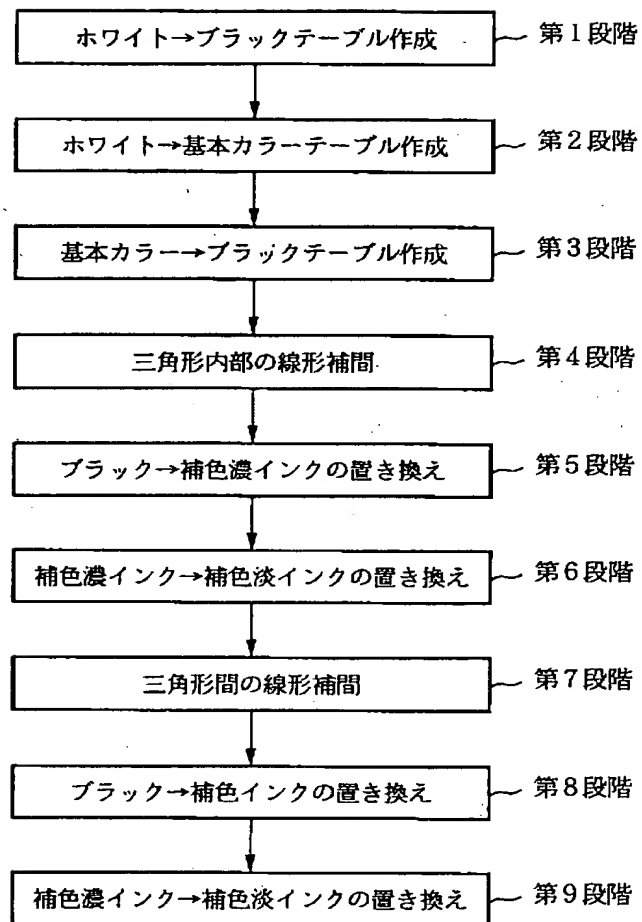 ホワイト→ブラックテーブル作成 第1段階
ホワイト→基本カラーテーブル作成 第2段階
基本カラー→ブラックテーブル作成 第3段階
三角形内部の線形補間 第4段階
ブラック→補色濃インクの置き換え 第5段階
補色濃インク→補色淡インクの置き換え 第6段階
三角形間の線形補間 第7段階
ブラック→補色インクの置き換え 第8段階
補色濃インク→補色淡インクの置き換え 第9段階